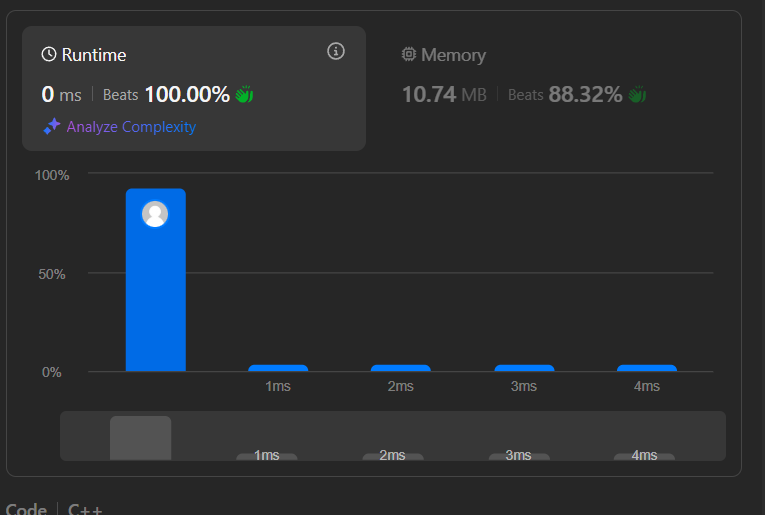 Runtime
0 ms | Beats 100.00%
Analyze Complexity
Memory
10.74 MB | Beats 88.32%
100%
50%
0%
1ms 2ms 3ms 4ms
1ms 2ms 3ms 4ms
Code | C++